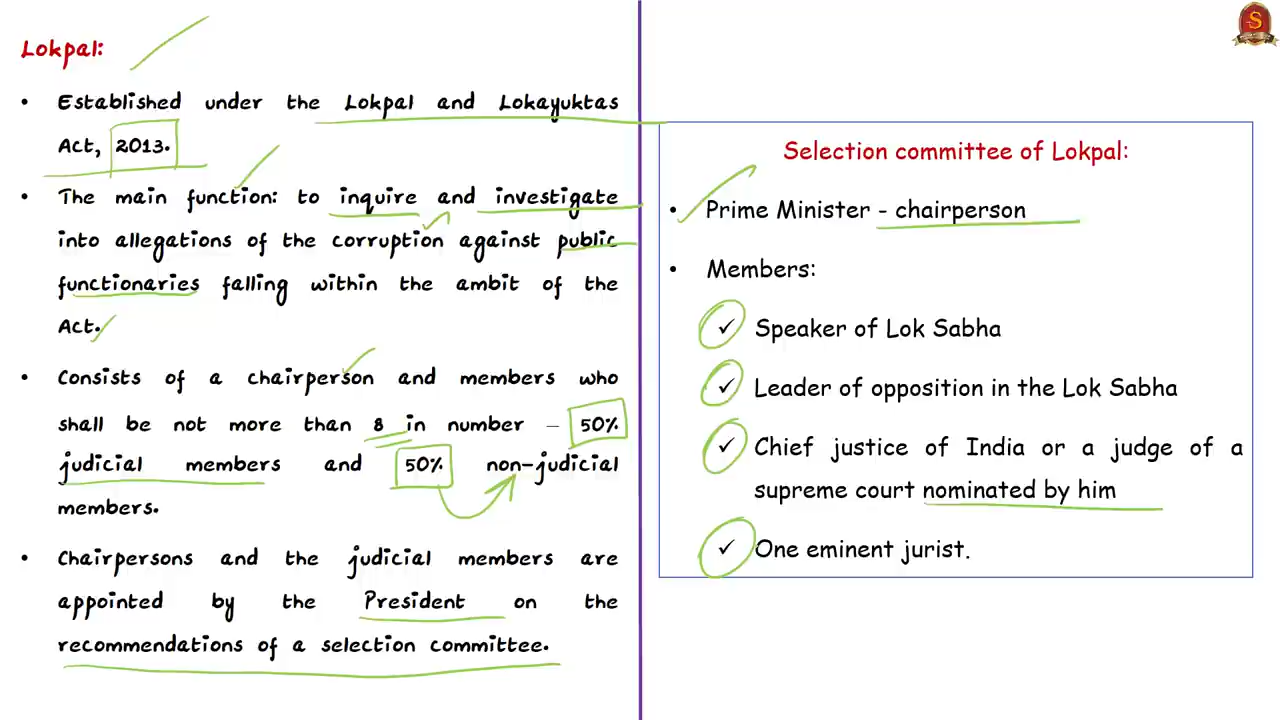 Lokpal:
• Established under the Lokpal and Lokayuktas
Act, 2013.
• The main function: to inquire and investigate
into allegations of the corruption against public
functionaries falling within the ambit of the
Act.
• Consists of a chairperson and members who
shall be not more than 8 in number – 50%
judicial members and 50% non-judicial
members.
• Chairpersons and the judicial members are
appointed by the President on the
recommendations of a selection committee.
Selection committee of Lokpal:
• Prime Minister - chairperson
• Members:
✓ Speaker of Lok Sabha
✓ Leader of opposition in the Lok Sabha
✓ Chief justice of India or a judge of a
supreme court nominated by him
✓ One eminent jurist.
S